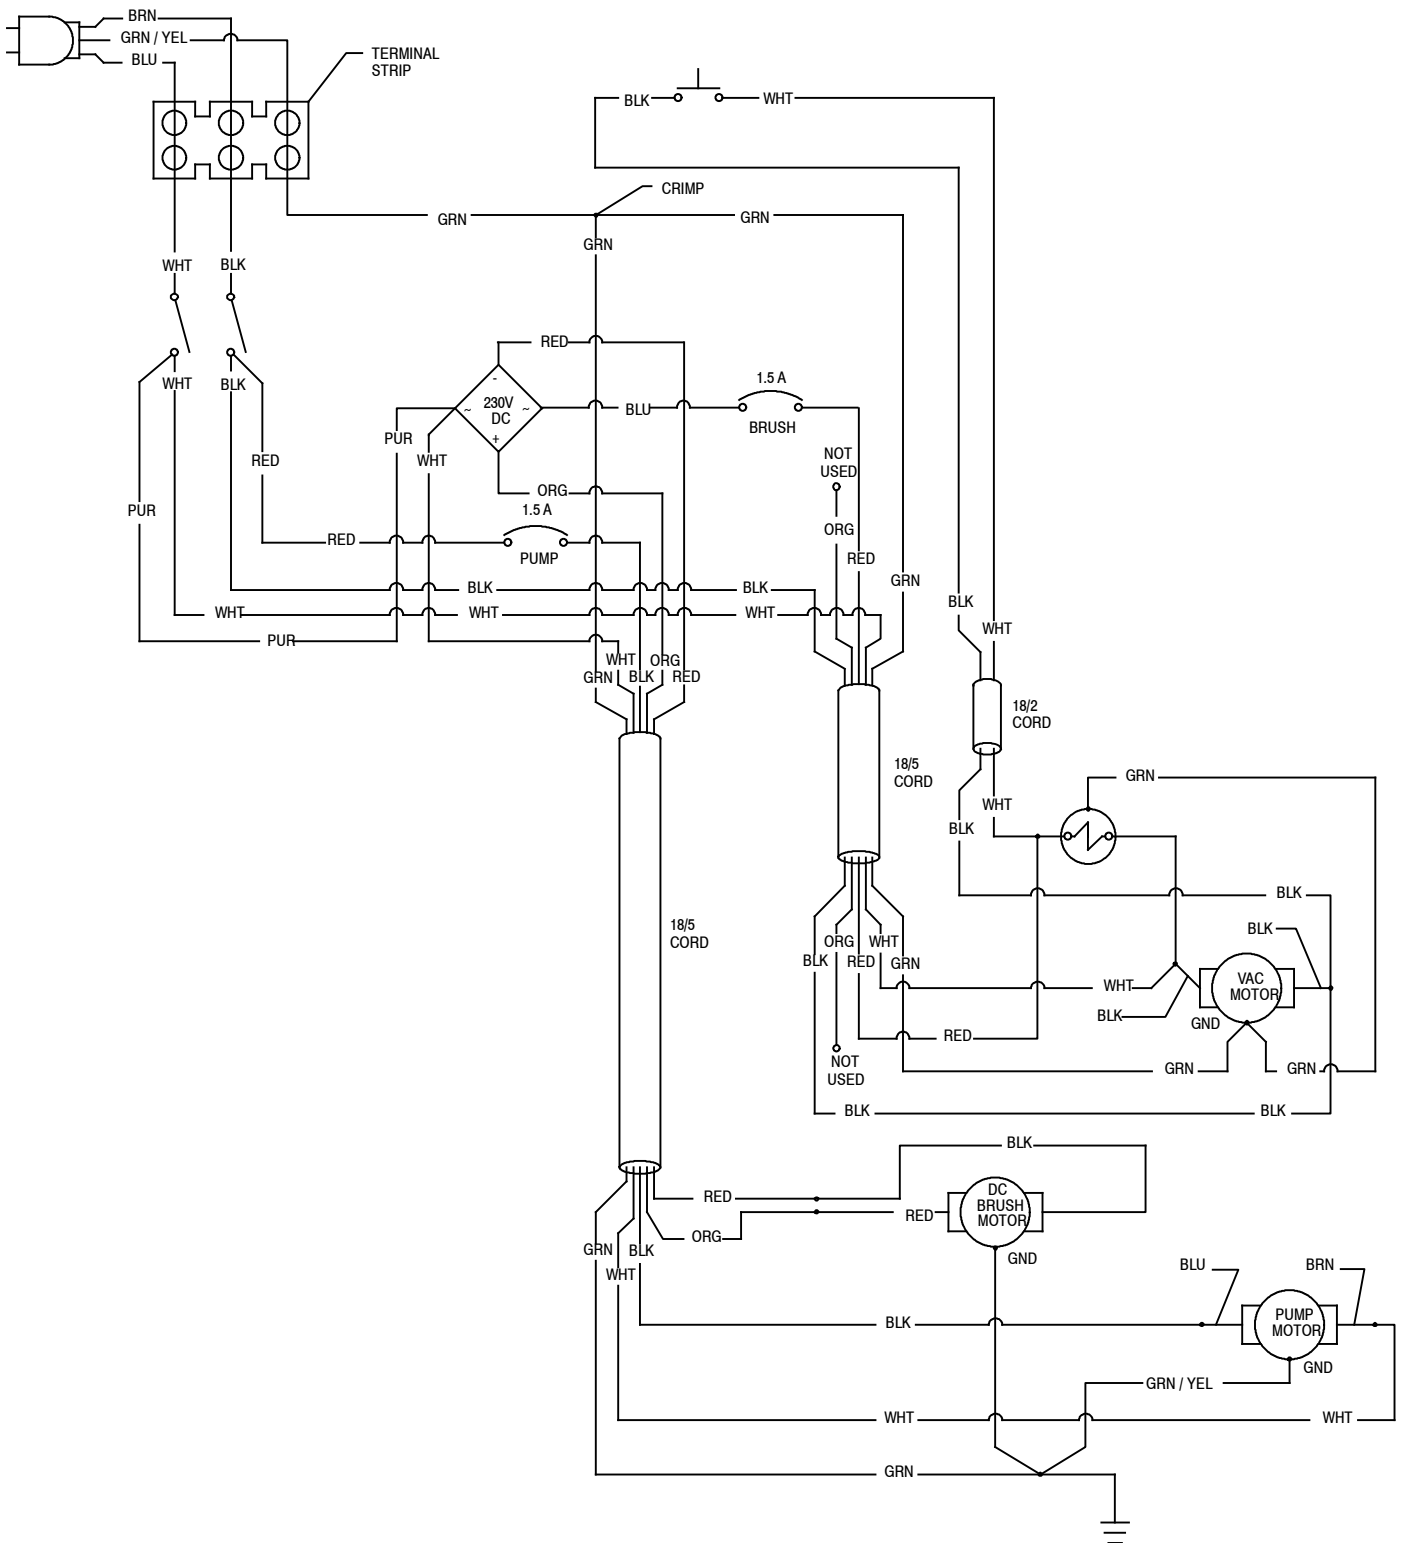 BRN
GRN / YEL
BLU
TERMINAL
STRIP
BLK
WHT
CRIMP
GRN
GRN
GRN
WHT
BLK
RED
WHT
BLK
-
230V
DC
~
~
+
1.5 A
BLU
BRUSH
PUR
WHT
RED
NOT
USED
ORG
1.5 A
PUR
ORG
RED
PUMP
RED
GRN
BLK
BLK
BLK
WHT
WHT
WHT
WHT
PUR
WHT
ORG
GRN
BLK
RED
18/2
CORD
18/5
CORD
GRN
WHT
BLK
BLK
18/5
CORD
BLK
ORG
WHT
BLK
RED
GRN
VAC
MOTOR
WHT
BLK
GND
RED
NOT
USED
GRN
GRN
BLK
BLK
BLK
RED
DC
BRUSH
MOTOR
RED
ORG
GRN
BLK
GND
WHT
BLU
BRN
BLK
PUMP
MOTOR
GND
GRN / YEL
WHT
WHT
GRN